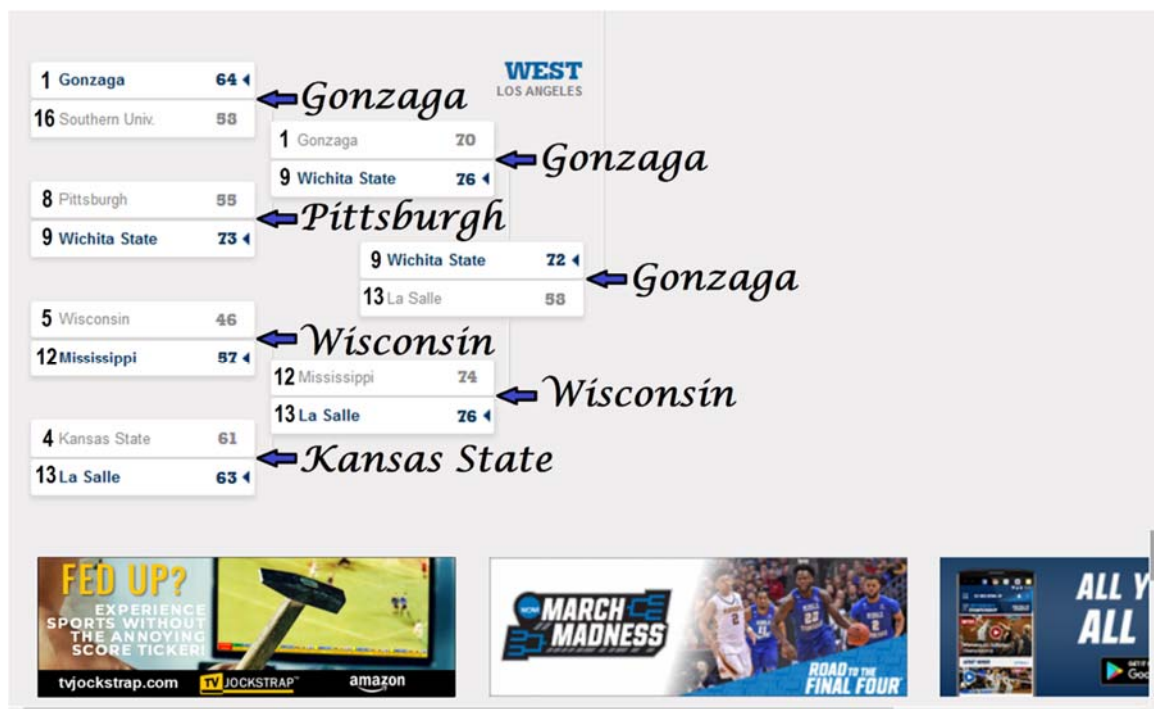 WEST
LOS ANGELES
1 Gonzaga 64
16 Southern Univ. 58
Gonzaga
1 Gonzaga 70
9 Wichita State 76
Gonzaga
8 Pittsburgh 55
9 Wichita State 73
Pittsburgh
9 Wichita State 72
13 La Salle 58
Gonzaga
5 Wisconsin 46
12 Mississippi 57
Wisconsin
12 Mississippi 74
13 La Salle 76
Wisconsin
4 Kansas State 61
13 La Salle 63
Kansas State
FED UP?
EXPERIENCE
SPORTS WITHOUT
THE ANNOYING
SCORE TICKER!
tvjockstrap.com TV JOCKSTRAP™ amazon
NCAA
MARCH
MADNESS
ROAD TO THE
FINAL FOUR
ALL Y
ALL
GET IT
Goo